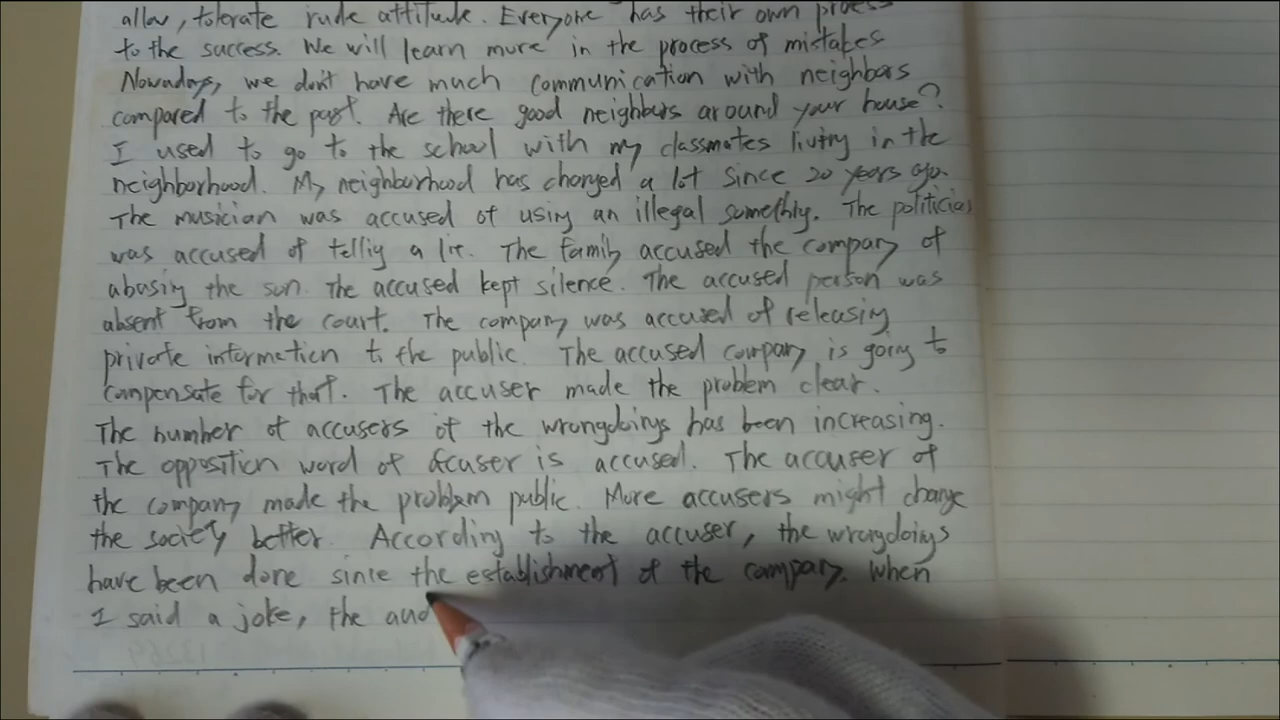 allow, tolerate rude attitude. Everyone has their own process
to the success. We will learn more in the process of mistakes
Nowadays, we don't have much communication with neighbors
compared to the past. Are there good neighbors around your house?
I used to go to the school with my classmates living in the
neighborhood. My neighborhood has changed a lot since 20 years ago.
The musician was accused of using an illegal something. The politician
was accused of telling a lie. The family accused the company of
abusing the son. The accused kept silence. The accused person was
absent from the court. The company was accused of releasing
private information to the public. The accused company is going to
compensate for that. The accuser made the problem clear.
The number of accusers of the wrongdoings has been increasing.
The opposition word of accuser is accused. The accuser of
the company made the problem public. More accusers might change
the society better. According to the accuser, the wrongdoings
have been done since the establishment of the company. When
I said a joke, the aud